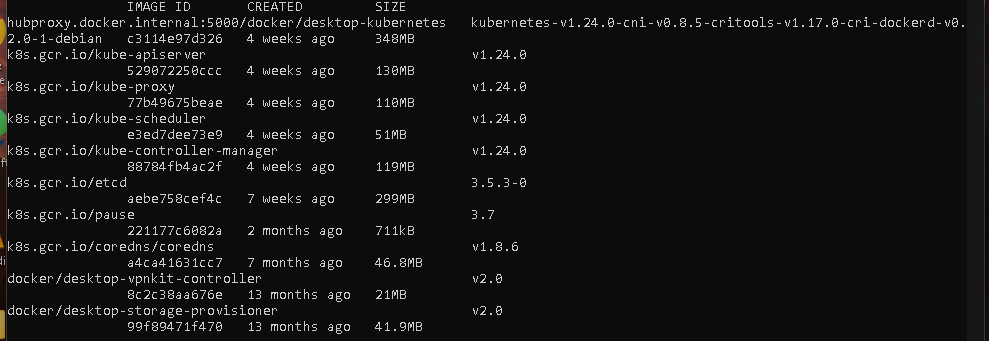 IMAGE ID       CREATED         SIZE
hubproxy.docker.internal:5000/docker/desktop-kubernetes   kubernetes-v1.24.0-cni-v0.8.5-critools-v1.17.0-cri-dockerd-v0.
2.0-1-debian   c3114e97d326   4 weeks ago     348MB
k8s.gcr.io/kube-apiserver                                 v1.24.0
529072250ccc   4 weeks ago     130MB
k8s.gcr.io/kube-proxy                                     v1.24.0
77b49675beae   4 weeks ago     110MB
k8s.gcr.io/kube-scheduler                                 v1.24.0
e3ed7dee73e9   4 weeks ago     51MB
k8s.gcr.io/kube-controller-manager                        v1.24.0
88784fb4ac2f   4 weeks ago     119MB
k8s.gcr.io/etcd                                           3.5.3-0
aebe758cef4c   7 weeks ago     299MB
k8s.gcr.io/pause                                          3.7
221177c6082a   2 months ago    711kB
k8s.gcr.io/coredns/coredns                                v1.8.6
a4ca41631cc7   7 months ago    46.8MB
docker/desktop-vpnkit-controller                          v2.0
8c2c38aa676e   13 months ago   21MB
docker/desktop-storage-provisioner                        v2.0
99f89471f470   13 months ago   41.9MB